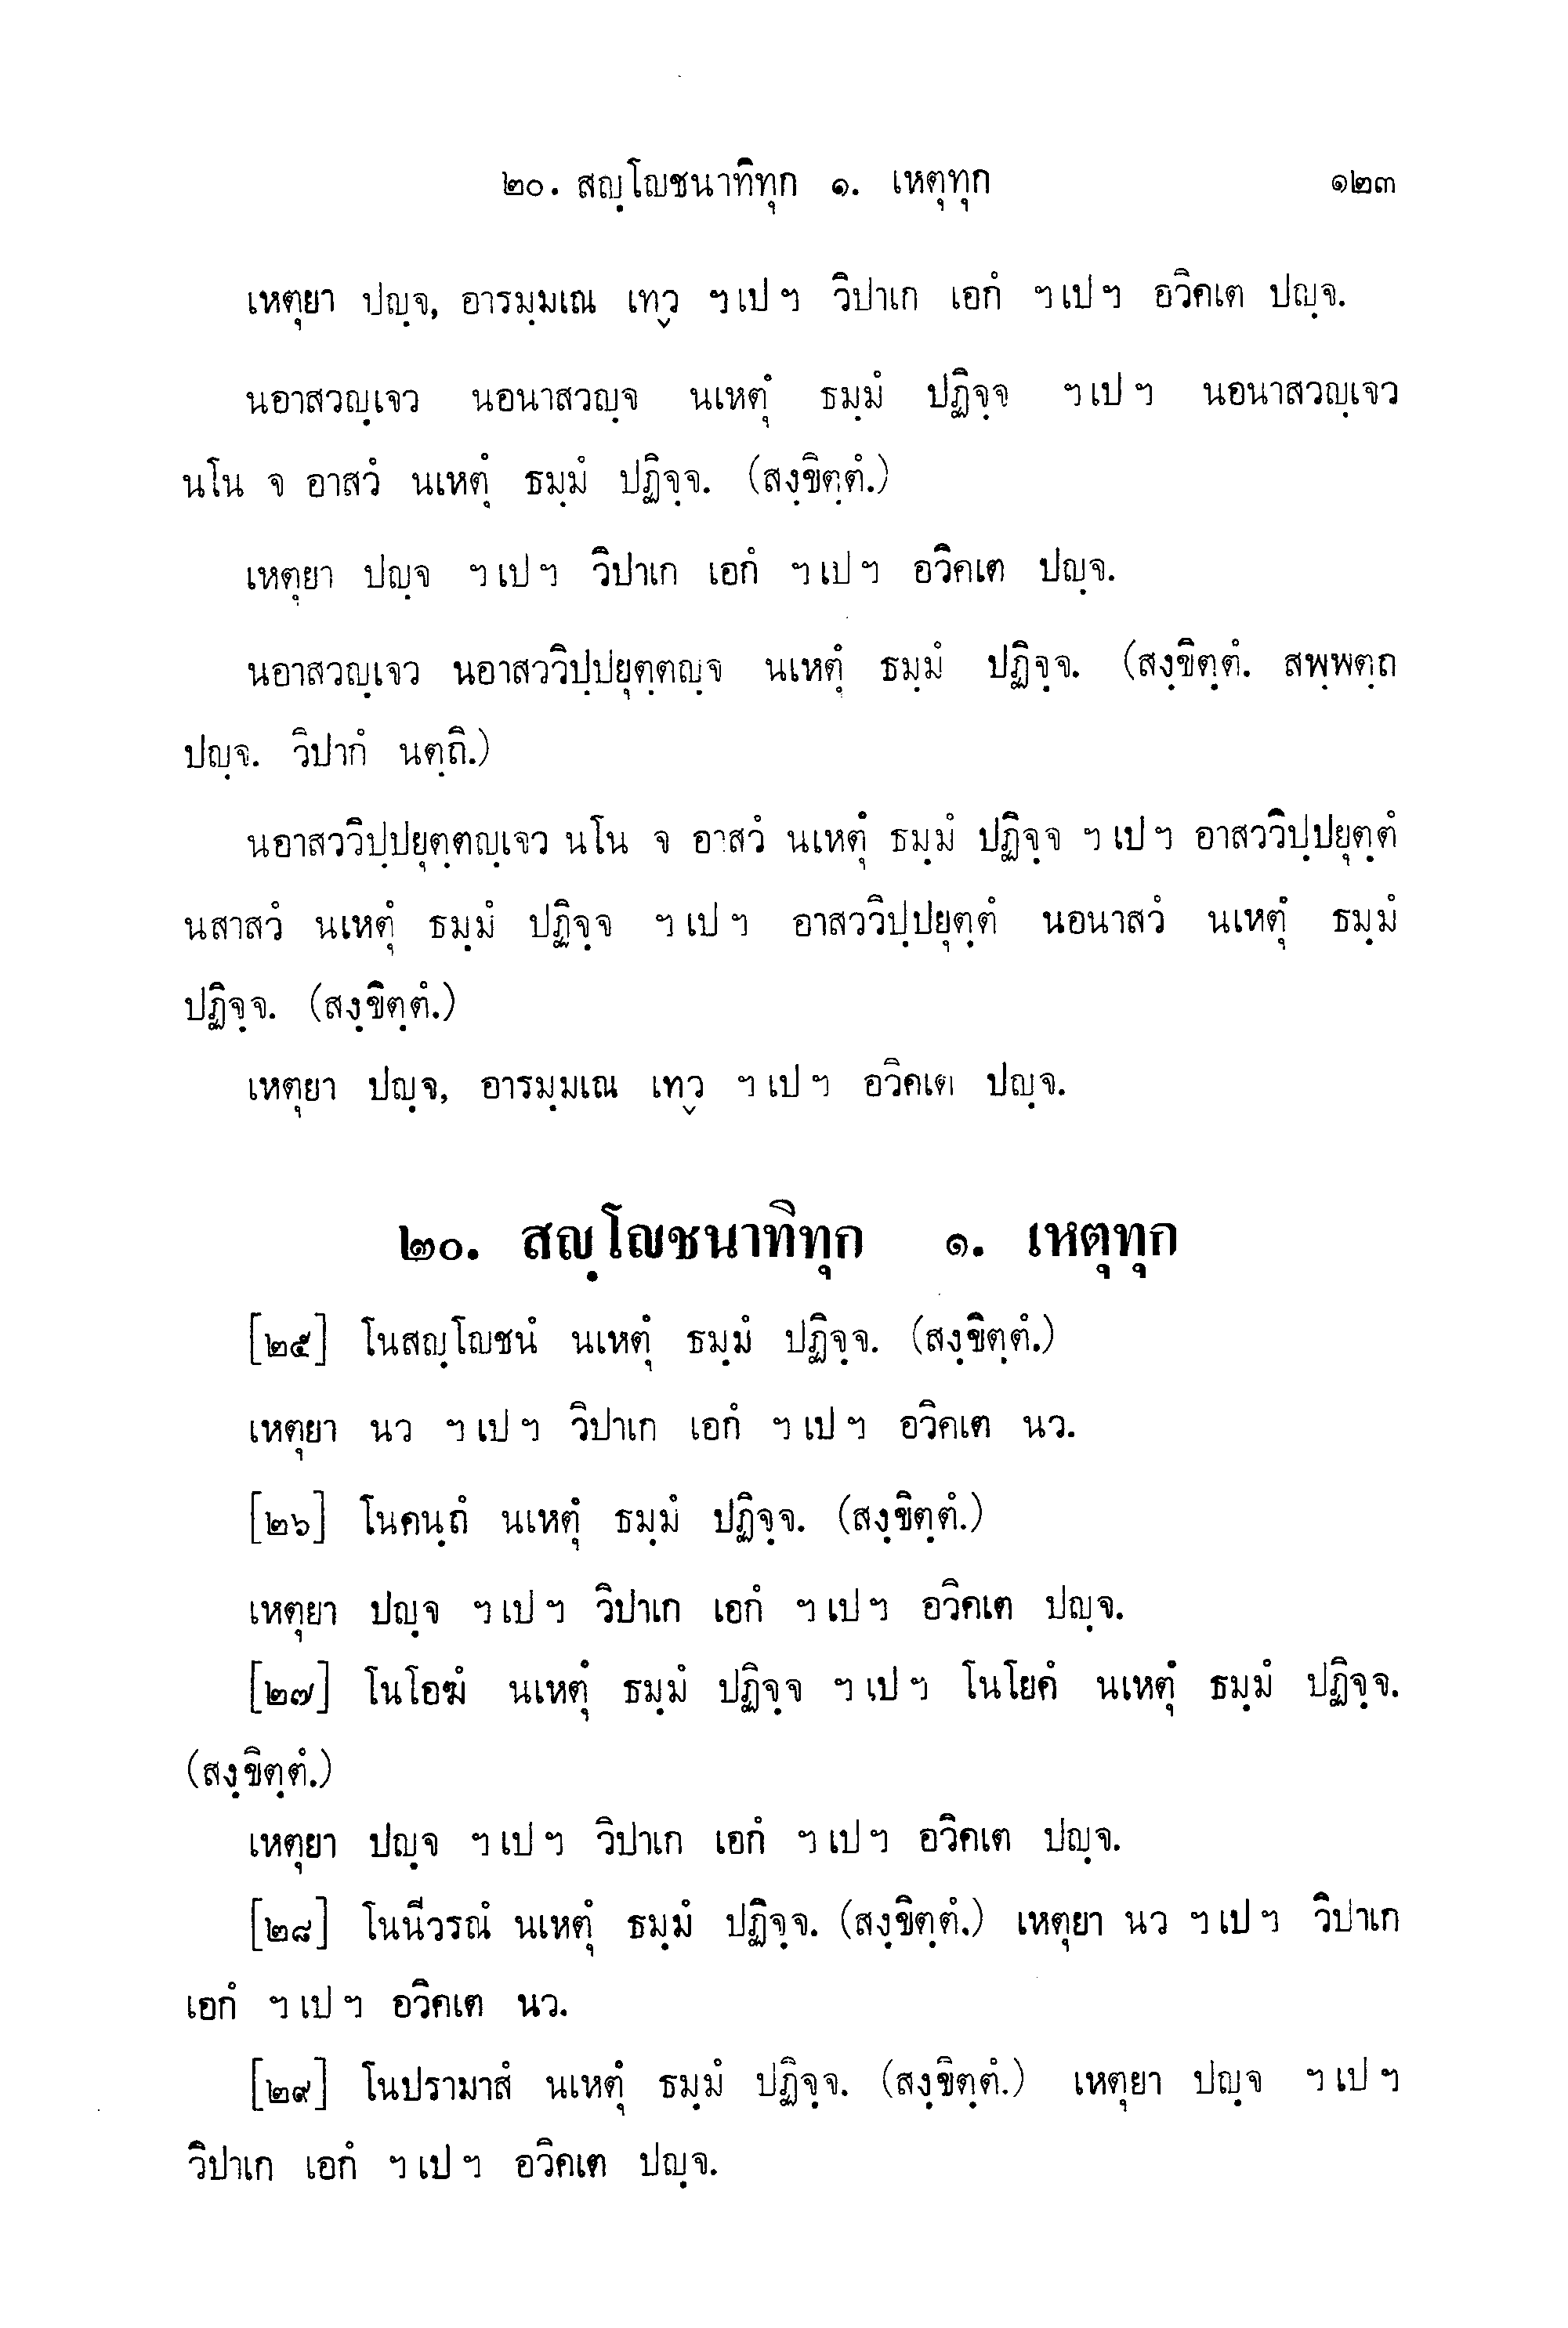 ๒๐. สญฺโญชนาทิทุก ๑. เหตุทุก ๑๒๓
เหตุยา ปญฺจ, อารมฺมเณ เทฺว ฯ เป ฯ วิปาเก เอกํ ฯ เป ฯ อวิคเต ปญฺจ.
นอาสวญฺเจว นอนาสวญฺจ นเหตุํ ธมฺมํ ปฏิจฺจ ฯ เป ฯ นอนาสวญฺเจว
นโน จ อาสวํ นเหตุํ ธมฺมํ ปฏิจฺจ. (สงฺขิตฺตํ.)
เหตุยา ปญฺจ ฯ เป ฯ วิปาเก เอกํ ฯ เป ฯ อวิคเต ปญฺจ.
นอาสวญฺเจว นอาสววิปฺปยุตฺตญฺจ นเหตุํ ธมฺมํ ปฏิจฺจ. (สงฺขิตฺตํ. สพฺพตฺถ
ปญฺจ. วิปากํ นตฺถิ.)
นอาสววิปฺปยุตฺตญฺเจว นโน จ อาสวํ นเหตุํ ธมฺมํ ปฏิจฺจ ฯ เป ฯ อาสววิปฺปยุตฺตํ
นสาสวํ นเหตุํ ธมฺมํ ปฏิจฺจ ฯ เป ฯ อาสววิปฺปยุตฺตํ นอนาสวํ นเหตุํ ธมฺมํ
ปฏิจฺจ. (สงฺขิตฺตํ.)
เหตุยา ปญฺจ, อารมฺมเณ เทฺว ฯ เป ฯ อวิคเต ปญฺจ.
๒๐. สญฺโญชนาทิทุก ๑. เหตุทุก
[๒๕] โนสญฺโญชนํ นเหตุํ ธมฺมํ ปฏิจฺจ. (สงฺขิตฺตํ.)
เหตุยา นว ฯ เป ฯ วิปาเก เอกํ ฯ เป ฯ อวิคเต นว.
[๒๖] โนคนฺถํ นเหตุํ ธมฺมํ ปฏิจฺจ. (สงฺขิตฺตํ.)
เหตุยา ปญฺจ ฯ เป ฯ วิปาเก เอกํ ฯ เป ฯ อวิคเต ปญฺจ.
[๒๗] โนโอฆํ นเหตุํ ธมฺมํ ปฏิจฺจ ฯ เป ฯ โนโยคํ นเหตุํ ธมฺมํ ปฏิจฺจ.
(สงฺขิตฺตํ.)
เหตุยา ปญฺจ ฯ เป ฯ วิปาเก เอกํ ฯ เป ฯ อวิคเต ปญฺจ.
[๒๘] โนนีวรณํ นเหตุํ ธมฺมํ ปฏิจฺจ. (สงฺขิตฺตํ.) เหตุยา นว ฯ เป ฯ วิปาเก
เอกํ ฯ เป ฯ อวิคเต นว.
[๒๙] โนปรามาสํ นเหตุํ ธมฺมํ ปฏิจฺจ. (สงฺขิตฺตํ.) เหตุยา ปญฺจ ฯ เป ฯ
วิปาเก เอกํ ฯ เป ฯ อวิคเต ปญฺจ.